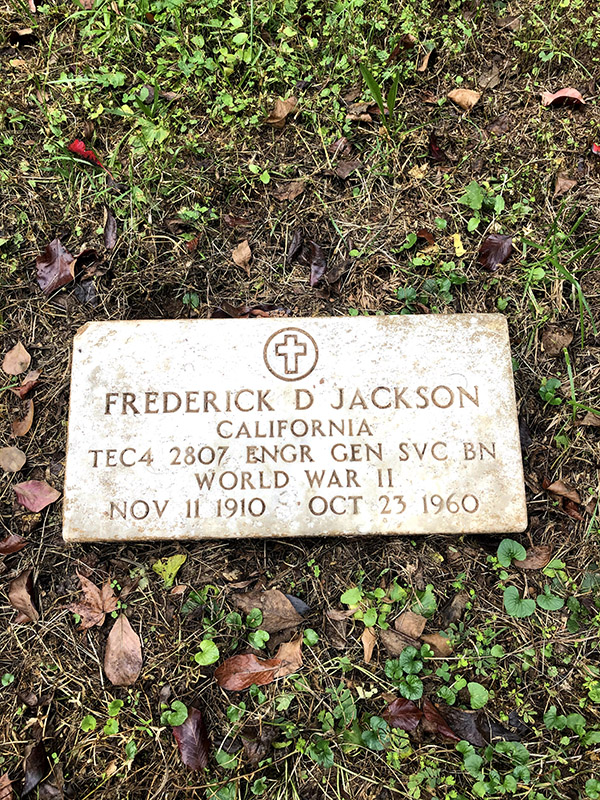 FREDERICK D JACKSON
CALIFORNIA
TEC4 2807 ENGR GEN SVC BN
WORLD WAR II
NOV 11 1910 OCT 23 1960